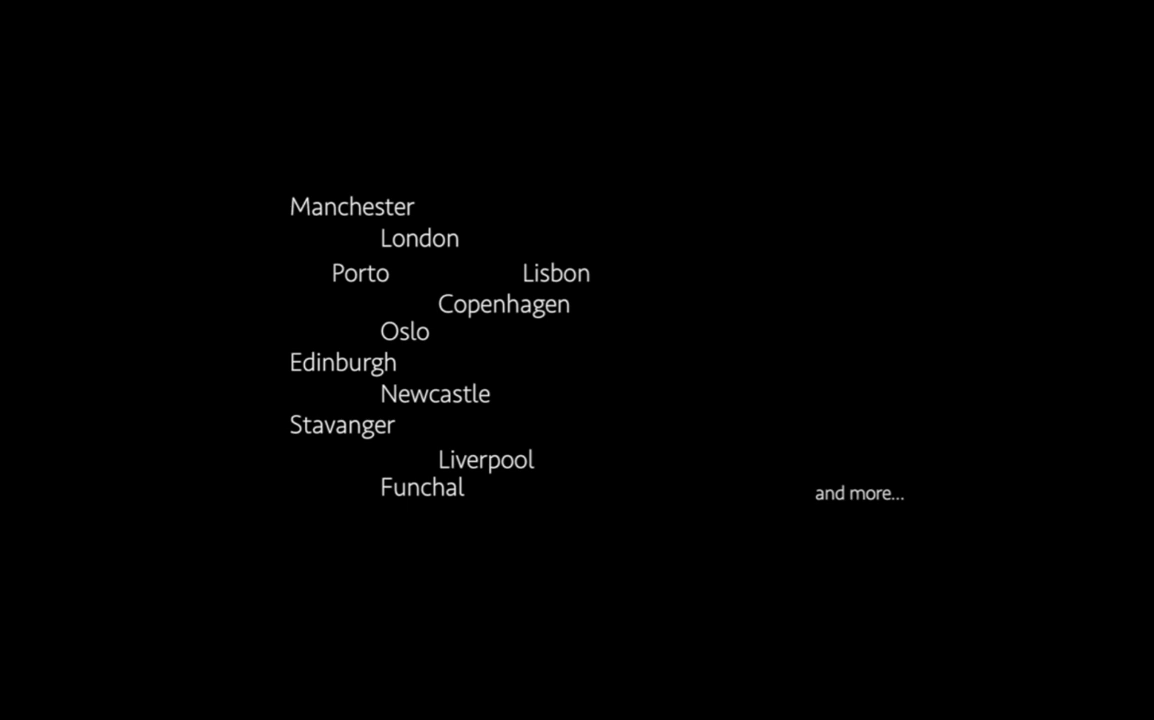 Manchester
London
Porto Lisbon
Copenhagen
Oslo
Edinburgh
Newcastle
Stavanger
Liverpool
Funchal
and more...